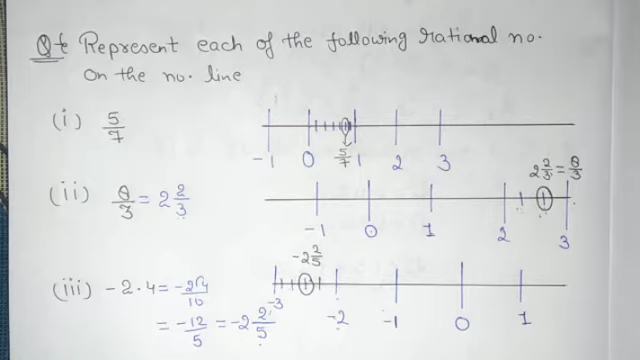 Q4 Represent each of the following rational no.
on the no. line
(i) 5/7
-1 0 5/7 1 2 3
(ii) 8/3 = 2 2/3
2 2/3 = 8/3
-1 0 1 2 3
(iii) -2.4 = -24/10
= -12/5 = -2 2/5
-2 2/5
-3 -2 -1 0 1